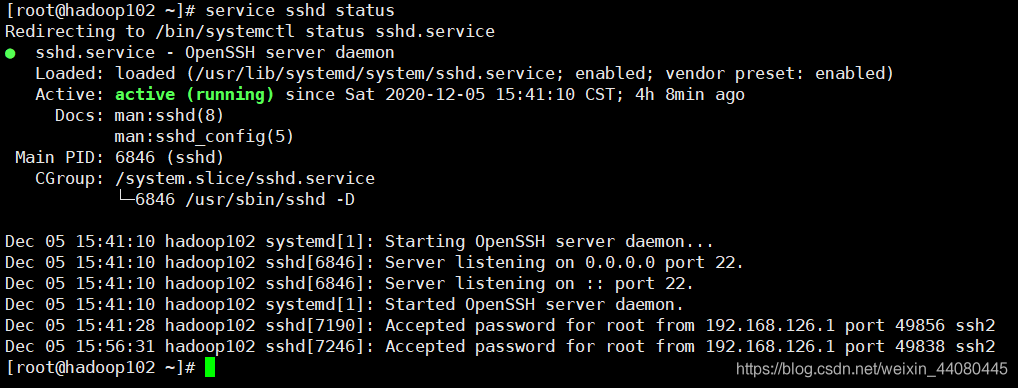 [root@hadoop102 ~]# service sshd status
Redirecting to /bin/systemctl status sshd.service
● sshd.service - OpenSSH server daemon
   Loaded: loaded (/usr/lib/systemd/system/sshd.service; enabled; vendor preset: enabled)
   Active: active (running) since Sat 2020-12-05 15:41:10 CST; 4h 8min ago
     Docs: man:sshd(8)
           man:sshd_config(5)
 Main PID: 6846 (sshd)
   CGroup: /system.slice/sshd.service
           └─6846 /usr/sbin/sshd -D

Dec 05 15:41:10 hadoop102 systemd[1]: Starting OpenSSH server daemon...
Dec 05 15:41:10 hadoop102 sshd[6846]: Server listening on 0.0.0.0 port 22.
Dec 05 15:41:10 hadoop102 sshd[6846]: Server listening on :: port 22.
Dec 05 15:41:10 hadoop102 systemd[1]: Started OpenSSH server daemon.
Dec 05 15:41:28 hadoop102 sshd[7190]: Accepted password for root from 192.168.126.1 port 49856 ssh2
Dec 05 15:56:31 hadoop102 sshd[7246]: Accepted password for root from 192.168.126.1 port 49838 ssh2
[root@hadoop102 ~]#
https://blog.csdn.net/weixin_44080445